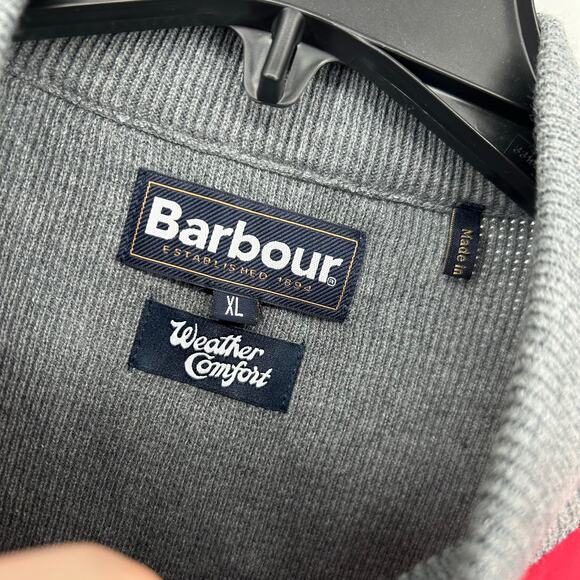 Barbour®
ESTABLISHED 1894
XL
Weather
Comfort
Made in